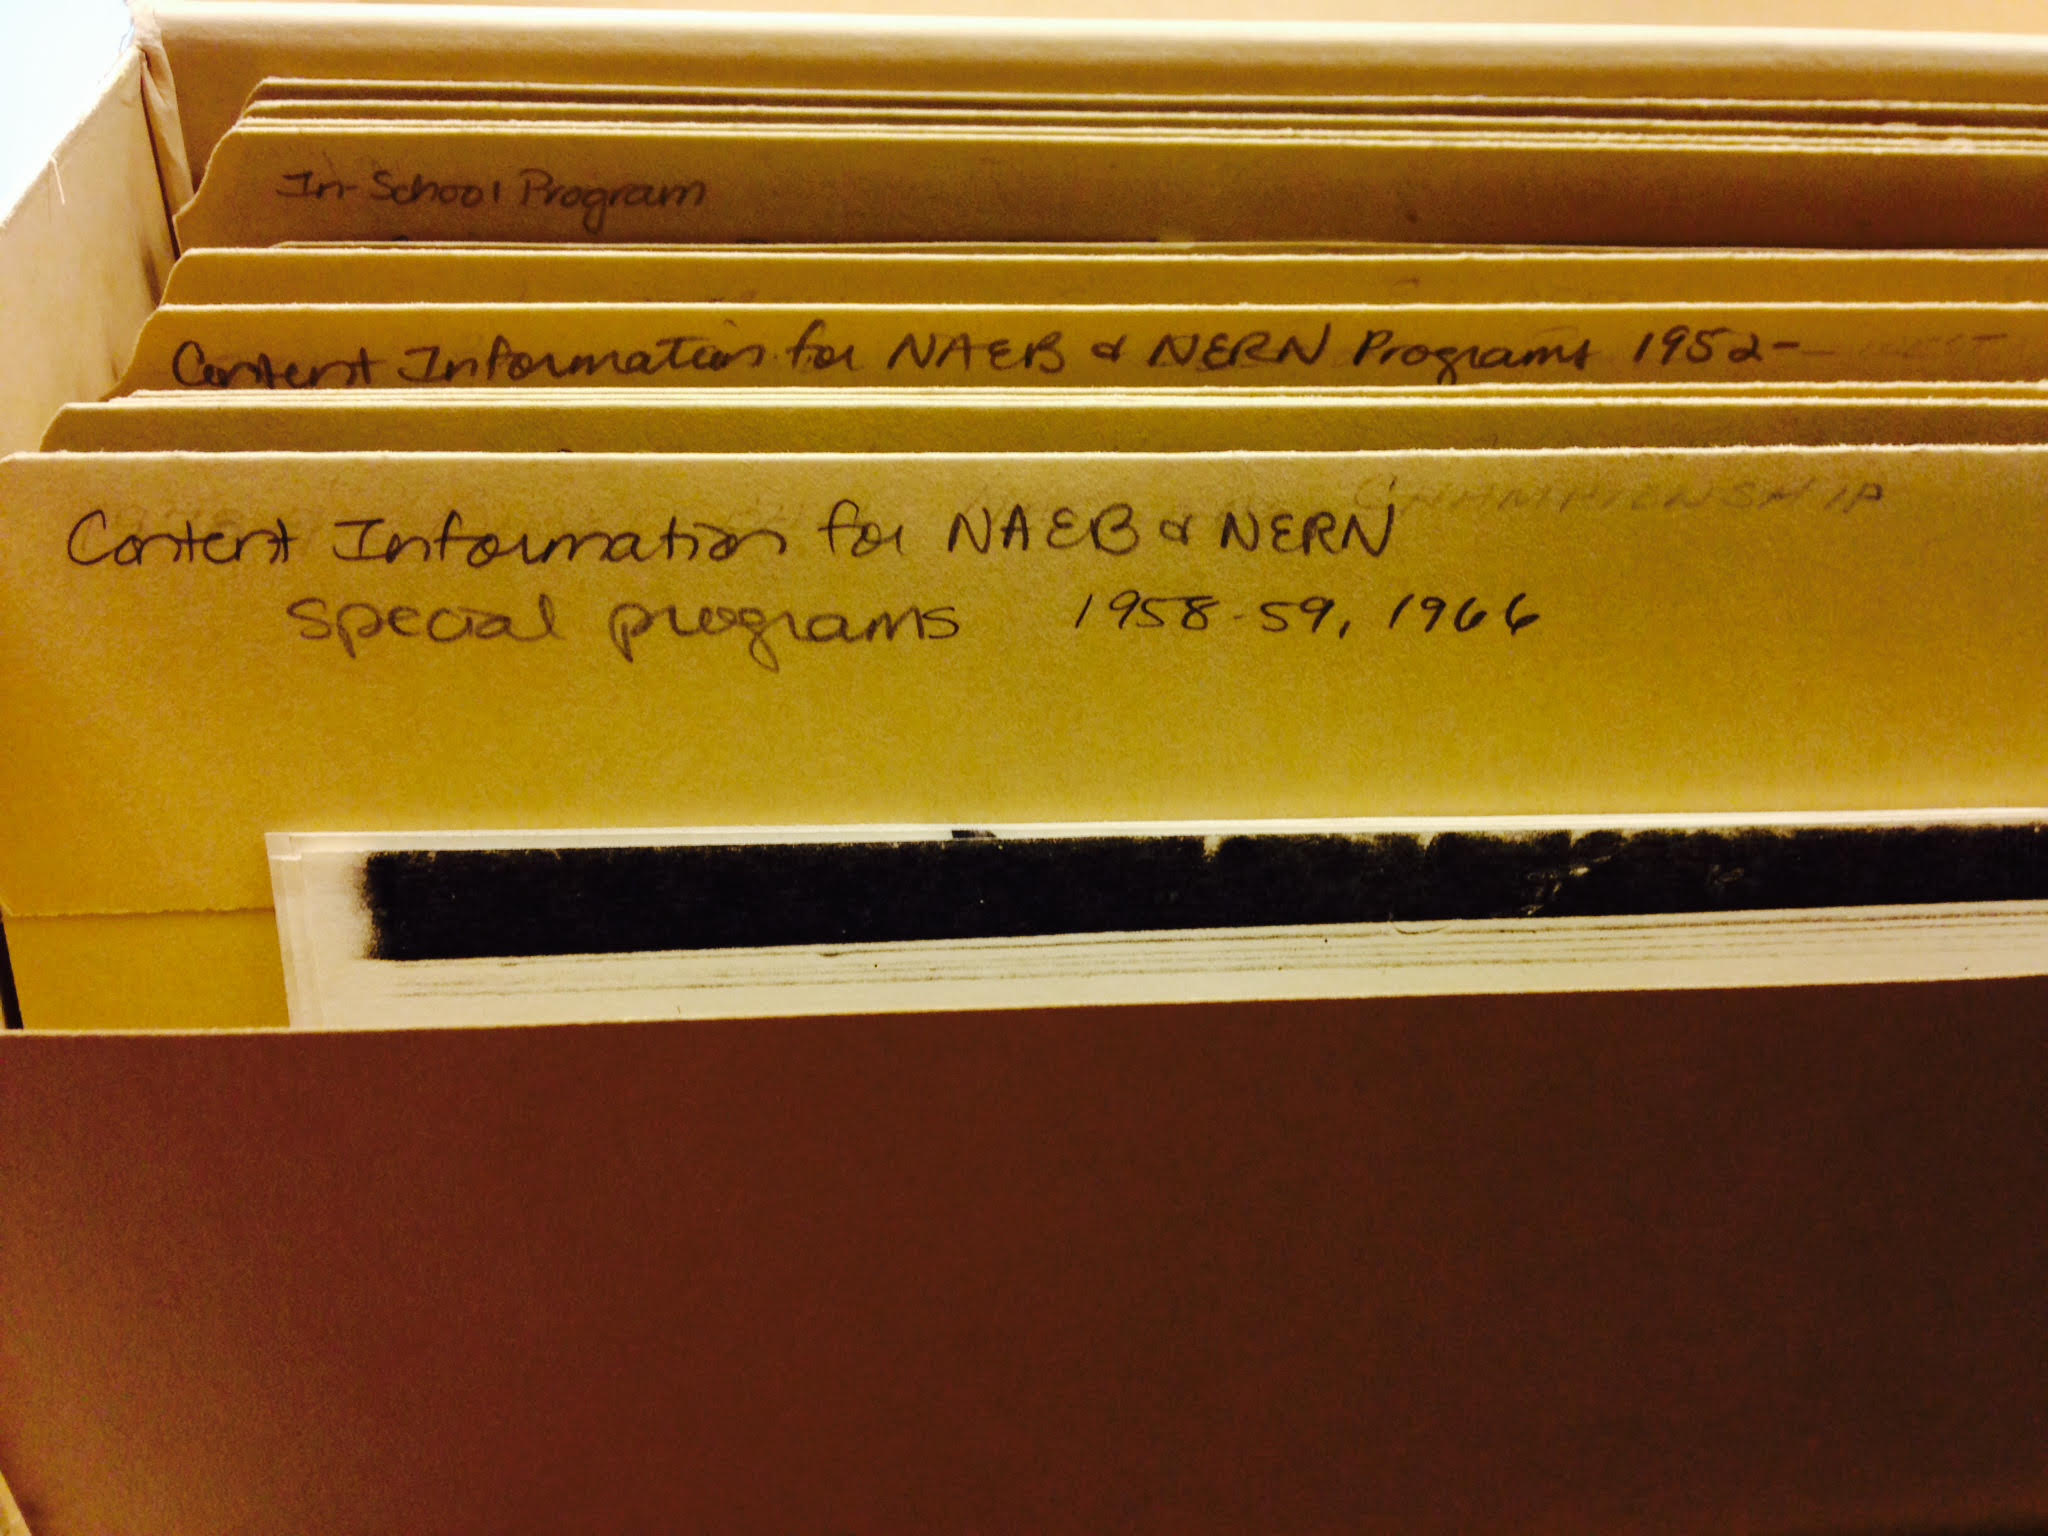 In-School Program
Content Information for NAEB & NERN Programs 1952-
CHAMPIONSHIP
Content Information for NAEB & NERN
special programs 1958-59, 1966